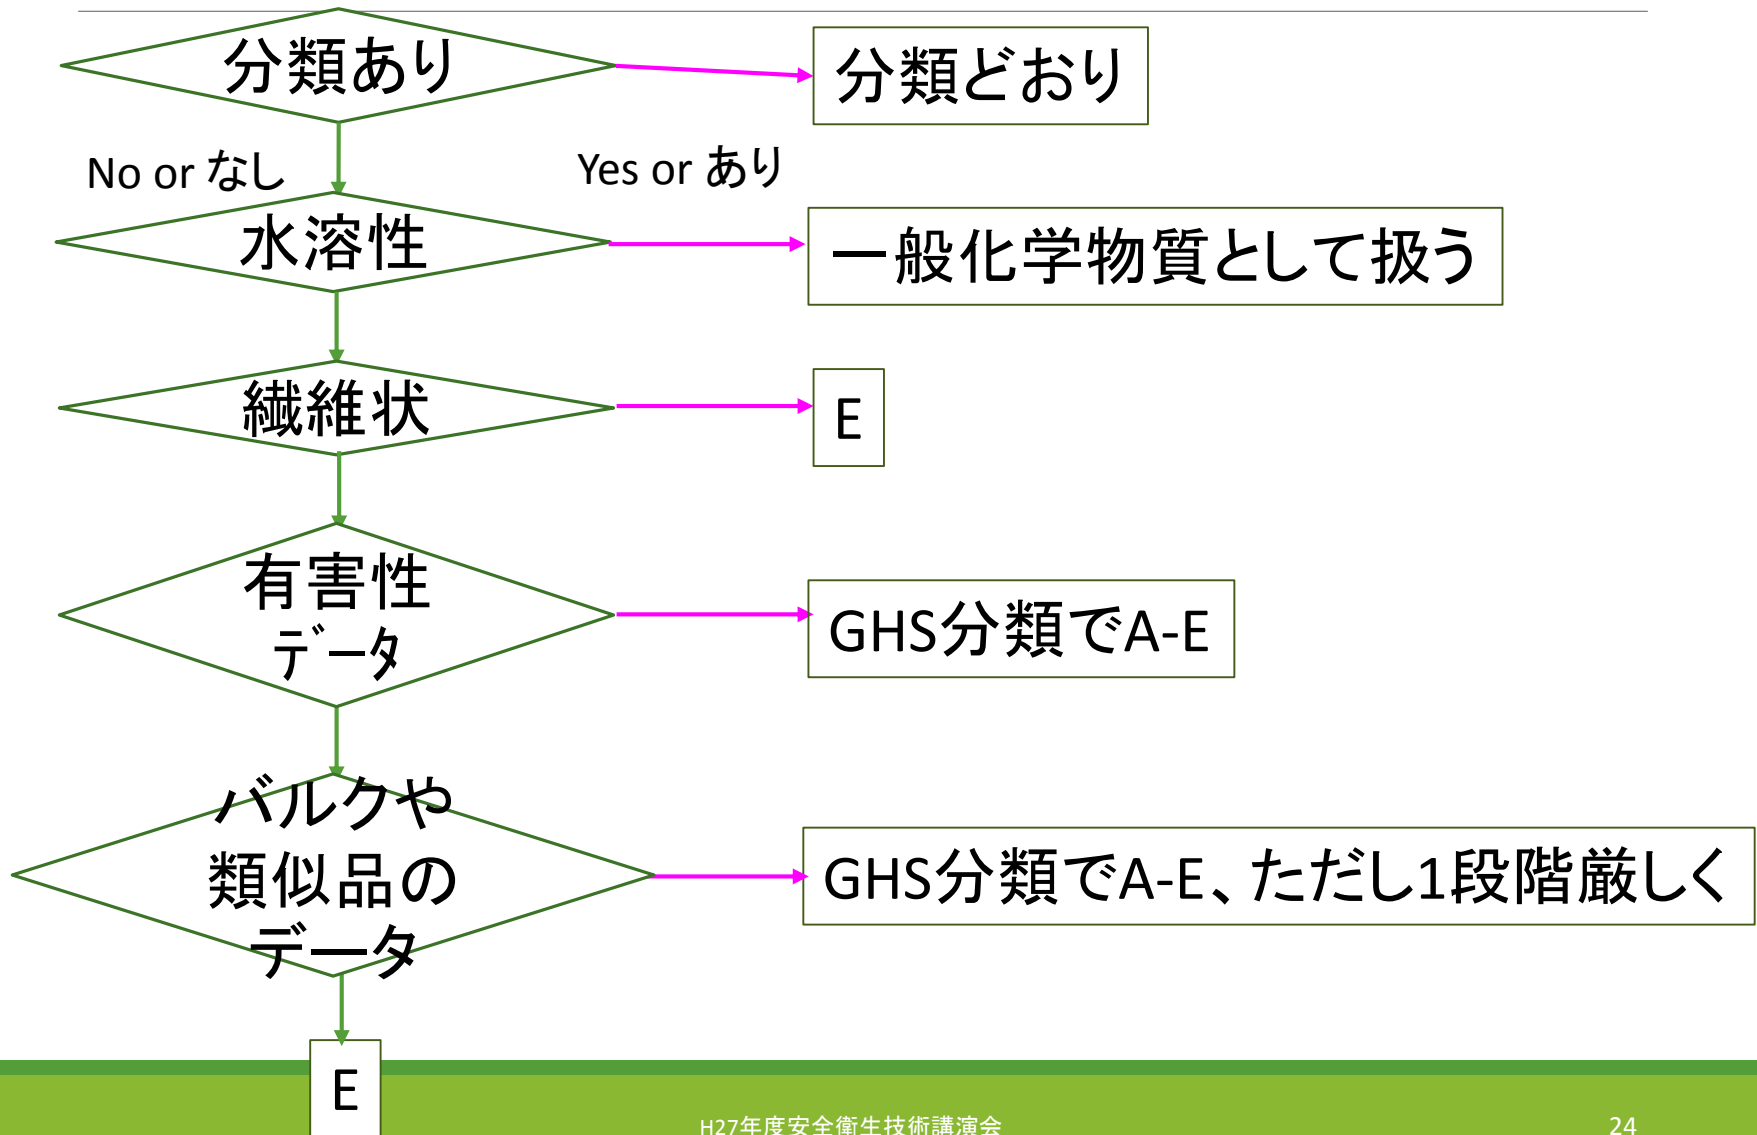 分類あり
分類どおり
No or なし
Yes or あり
水溶性
一般化学物質として扱う
繊維状
E
有害性
データ
GHS分類でA-E
バルクや
類似品の
データ
GHS分類でA-E、ただし1段階厳しく
E
H27年度安全衛生技術講演会
24